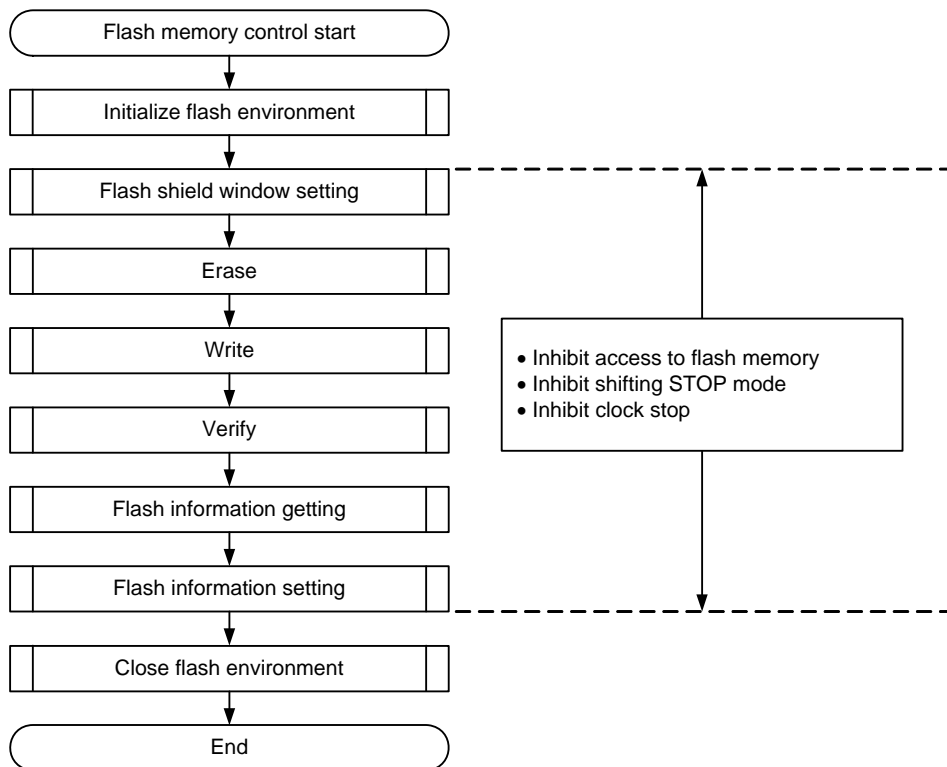 Flash memory control start
Initialize flash environment
Flash shield window setting
Erase
Write
Verify
Flash information getting
Flash information setting
Close flash environment
End
• Inhibit access to flash memory
• Inhibit shifting STOP mode
• Inhibit clock stop